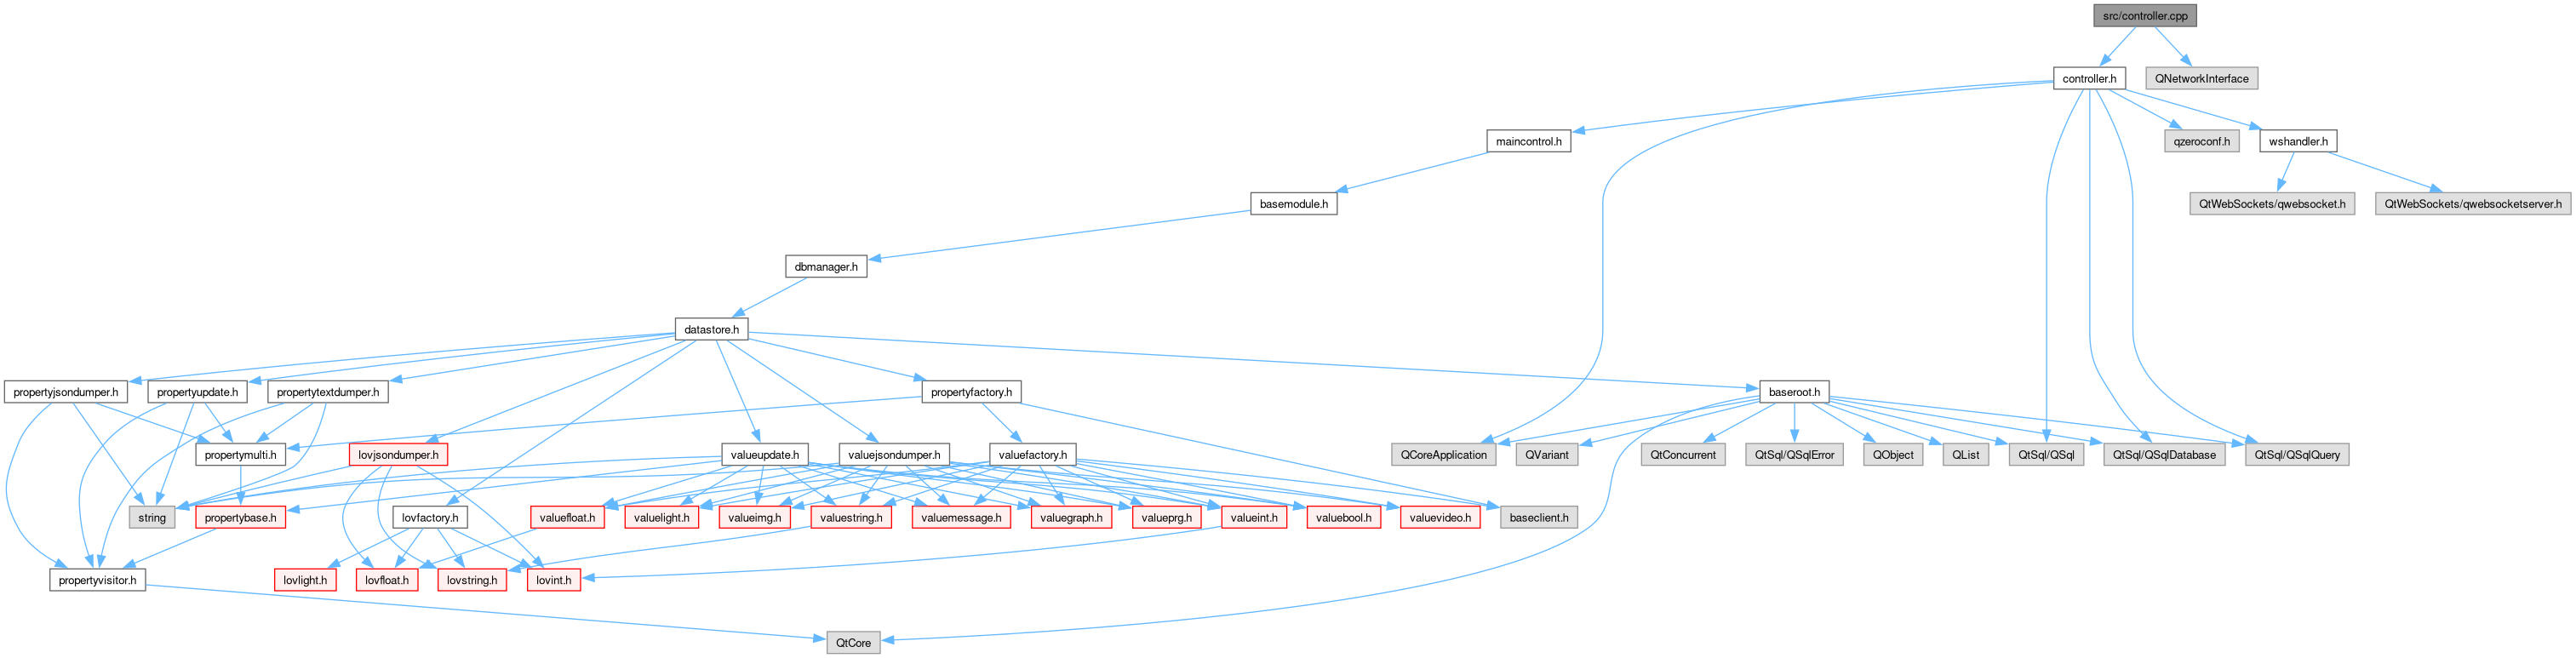 src/controller.cpp
controller.h
QNetworkInterface
maincontrol.h
qzeroconf.h
wshandler.h
basemodule.h
QtWebSockets/qwebsocket.h
QtWebSockets/qwebsocketserver.h
dbmanager.h
datastore.h
propertyjsondumper.h
propertyupdate.h
propertytextdumper.h
propertyfactory.h
baseroot.h
propertymulti.h
lovjsondumper.h
valueupdate.h
valuejsondumper.h
valuefactory.h
QCoreApplication
QVariant
QtConcurrent
QtSql/QSqlError
QObject
QList
QtSql/QSql
QtSql/QSqlDatabase
QtSql/QSqlQuery
string
propertybase.h
lovfactory.h
valuefloat.h
valuelight.h
valueimg.h
valuestring.h
valuemessage.h
valuegraph.h
valueprg.h
valueint.h
valuebool.h
valuevideo.h
baseclient.h
propertyvisitor.h
lovlight.h
lovfloat.h
lovstring.h
lovint.h
QtCore